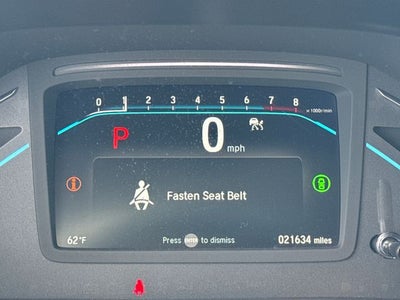 0 1 2 3 4 5 6 7 8 x1000r/min
P 0 mph
Fasten Seat Belt
62°F Press ENTER to dismiss 021634 miles